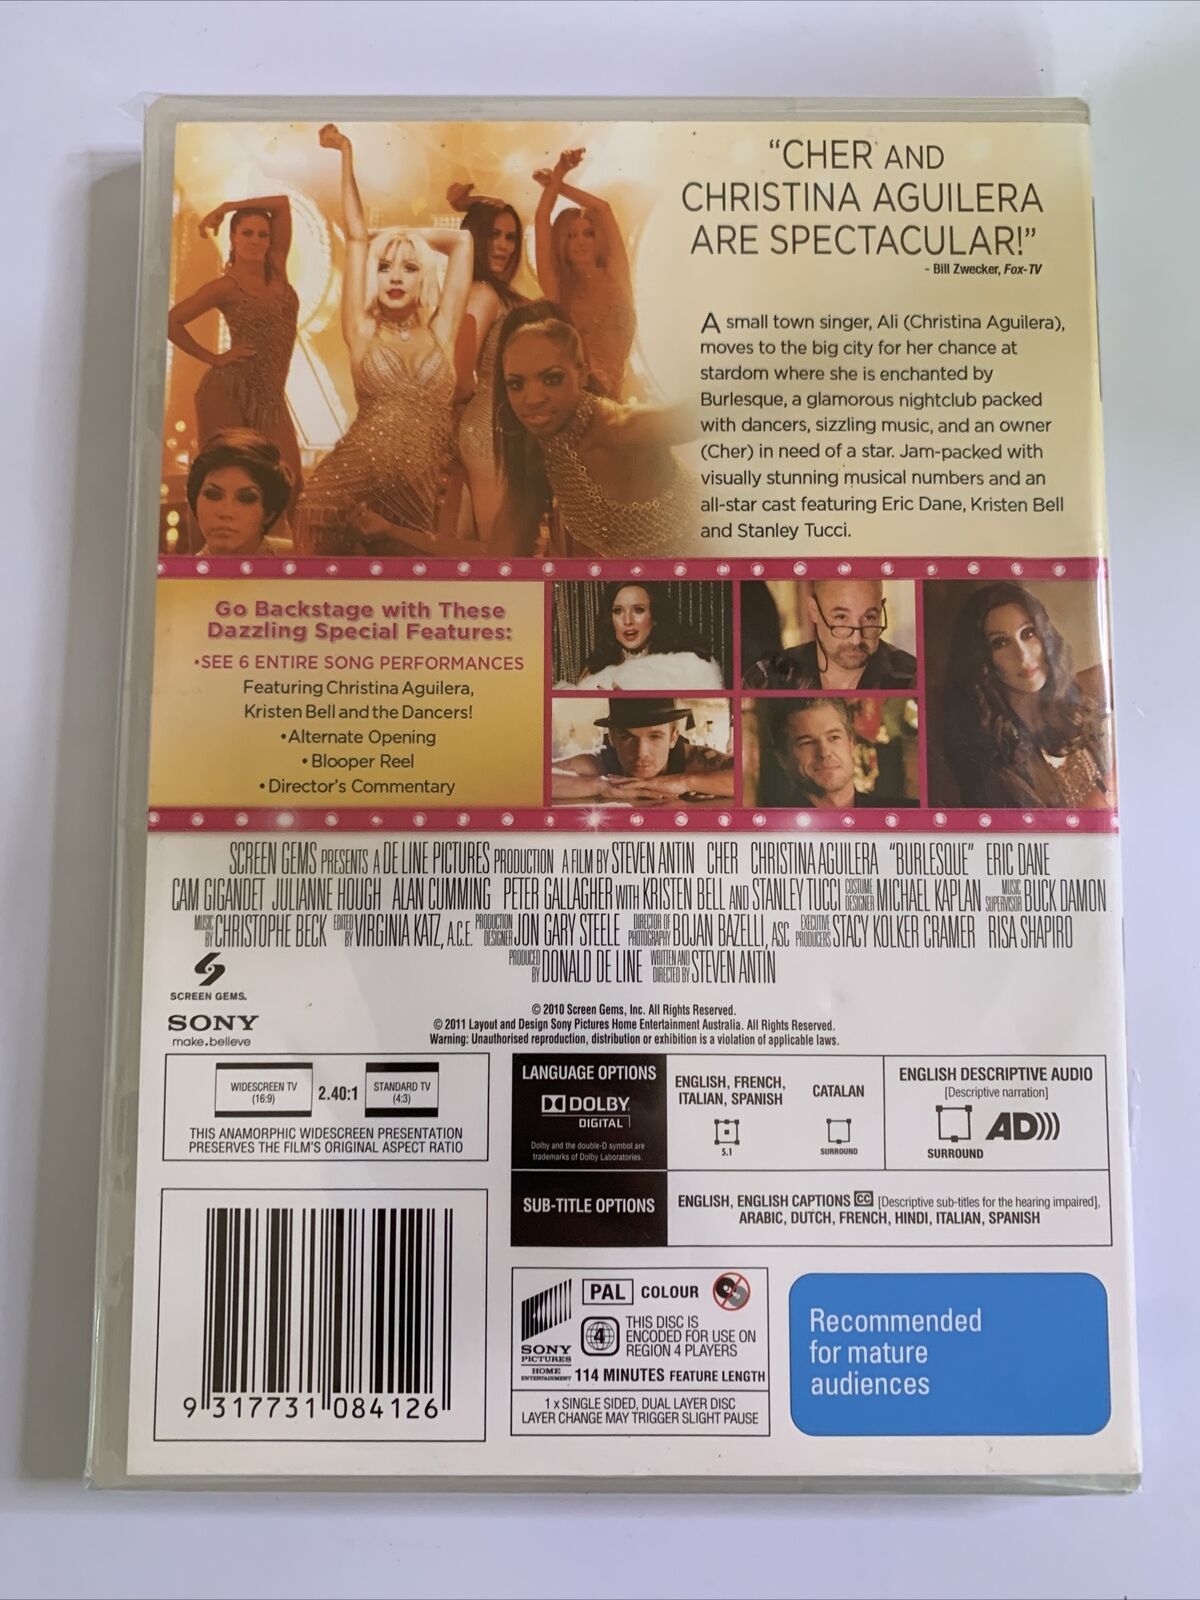 “CHER AND
CHRISTINA AGUILERA
ARE SPECTACULAR!”
- Bill Zwecker, Fox-TV
A small town singer, Ali (Christina Aguilera),
moves to the big city for her chance at
stardom where she is enchanted by
Burlesque, a glamorous nightclub packed
with dancers, sizzling music, and an owner
(Cher) in need of a star. Jam-packed with
visually stunning musical numbers and an
all-star cast featuring Eric Dane, Kristen Bell
and Stanley Tucci.
Go Backstage with These
Dazzling Special Features:
•SEE 6 ENTIRE SONG PERFORMANCES
Featuring Christina Aguilera,
Kristen Bell and the Dancers!
•Alternate Opening
•Blooper Reel
•Director’s Commentary
SCREEN GEMS PRESENTS A DE LINE PICTURES PRODUCTION A FILM BY STEVEN ANTIN CHER CHRISTINA AGUILERA “BURLESQUE” ERIC DANE
CAM GIGANDET JULIANNE HOUGH ALAN CUMMING PETER GALLAGHER WITH KRISTEN BELL AND STANLEY TUCCI COSTUME DESIGNER MICHAEL KAPLAN MUSIC SUPERVISOR BUCK DAMON
MUSIC BY CHRISTOPHE BECK EDITED BY VIRGINIA KATZ, A.C.E. PRODUCTION DESIGNER JON GARY STEELE DIRECTOR OF PHOTOGRAPHY BOJAN BAZELLI, ASC EXECUTIVE PRODUCERS STACY KOLKER CRAMER RISA SHAPIRO
PRODUCED BY DONALD DE LINE WRITTEN AND DIRECTED BY STEVEN ANTIN
SCREEN GEMS.
SONY
make.believe
© 2010 Screen Gems, Inc. All Rights Reserved.
© 2011 Layout and Design Sony Pictures Home Entertainment Australia. All Rights Reserved.
Warning: Unauthorised reproduction, distribution or exhibition is a violation of applicable laws.
WIDESCREEN TV
(16:9)
2.40:1
STANDARD TV
(4:3)
THIS ANAMORPHIC WIDESCREEN PRESENTATION
PRESERVES THE FILM'S ORIGINAL ASPECT RATIO
LANGUAGE OPTIONS
DOLBY
DIGITAL
Dolby and the double-D symbol are
trademarks of Dolby Laboratories.
ENGLISH, FRENCH,
ITALIAN, SPANISH
5.1
CATALAN
SURROUND
ENGLISH DESCRIPTIVE AUDIO
[Descriptive narration]
SURROUND
AD)))
SUB-TITLE OPTIONS
ENGLISH, ENGLISH CAPTIONS CC [Descriptive sub-titles for the hearing impaired],
ARABIC, DUTCH, FRENCH, HINDI, ITALIAN, SPANISH
9 317731 084126
SONY
PICTURES
HOME
ENTERTAINMENT
PAL COLOUR
4
THIS DISC IS
ENCODED FOR USE ON
REGION 4 PLAYERS
114 MINUTES FEATURE LENGTH
1 x SINGLE SIDED, DUAL LAYER DISC
LAYER CHANGE MAY TRIGGER SLIGHT PAUSE
Recommended
for mature
audiences